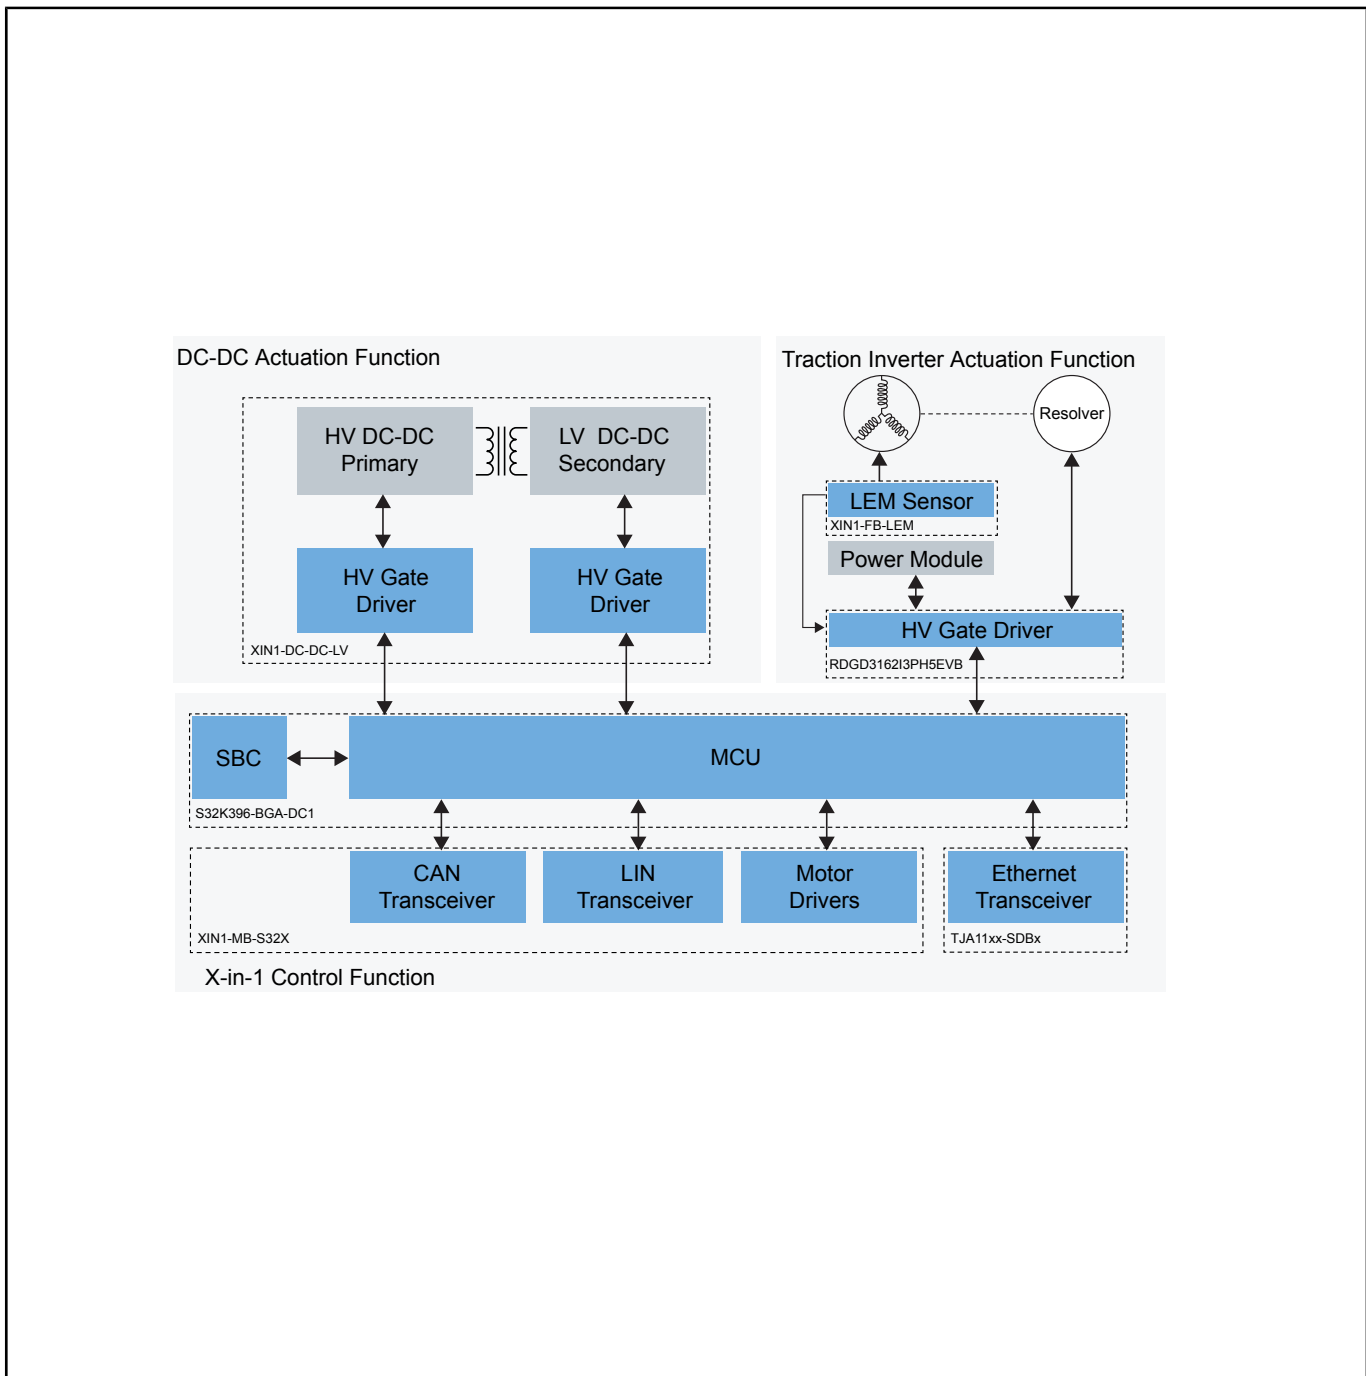 DC-DC Actuation Function
HV DC-DC
Primary
LV DC-DC
Secondary
HV Gate
Driver
HV Gate
Driver
XIN1-DC-DC-LV
Traction Inverter Actuation Function
Resolver
LEM Sensor
XIN1-FB-LEM
Power Module
HV Gate Driver
RDGD3162I3PH5EVB
SBC
MCU
S32K396-BGA-DC1
CAN
Transceiver
LIN
Transceiver
Motor
Drivers
XIN1-MB-S32X
Ethernet
Transceiver
TJA11xx-SDBx
X-in-1 Control Function